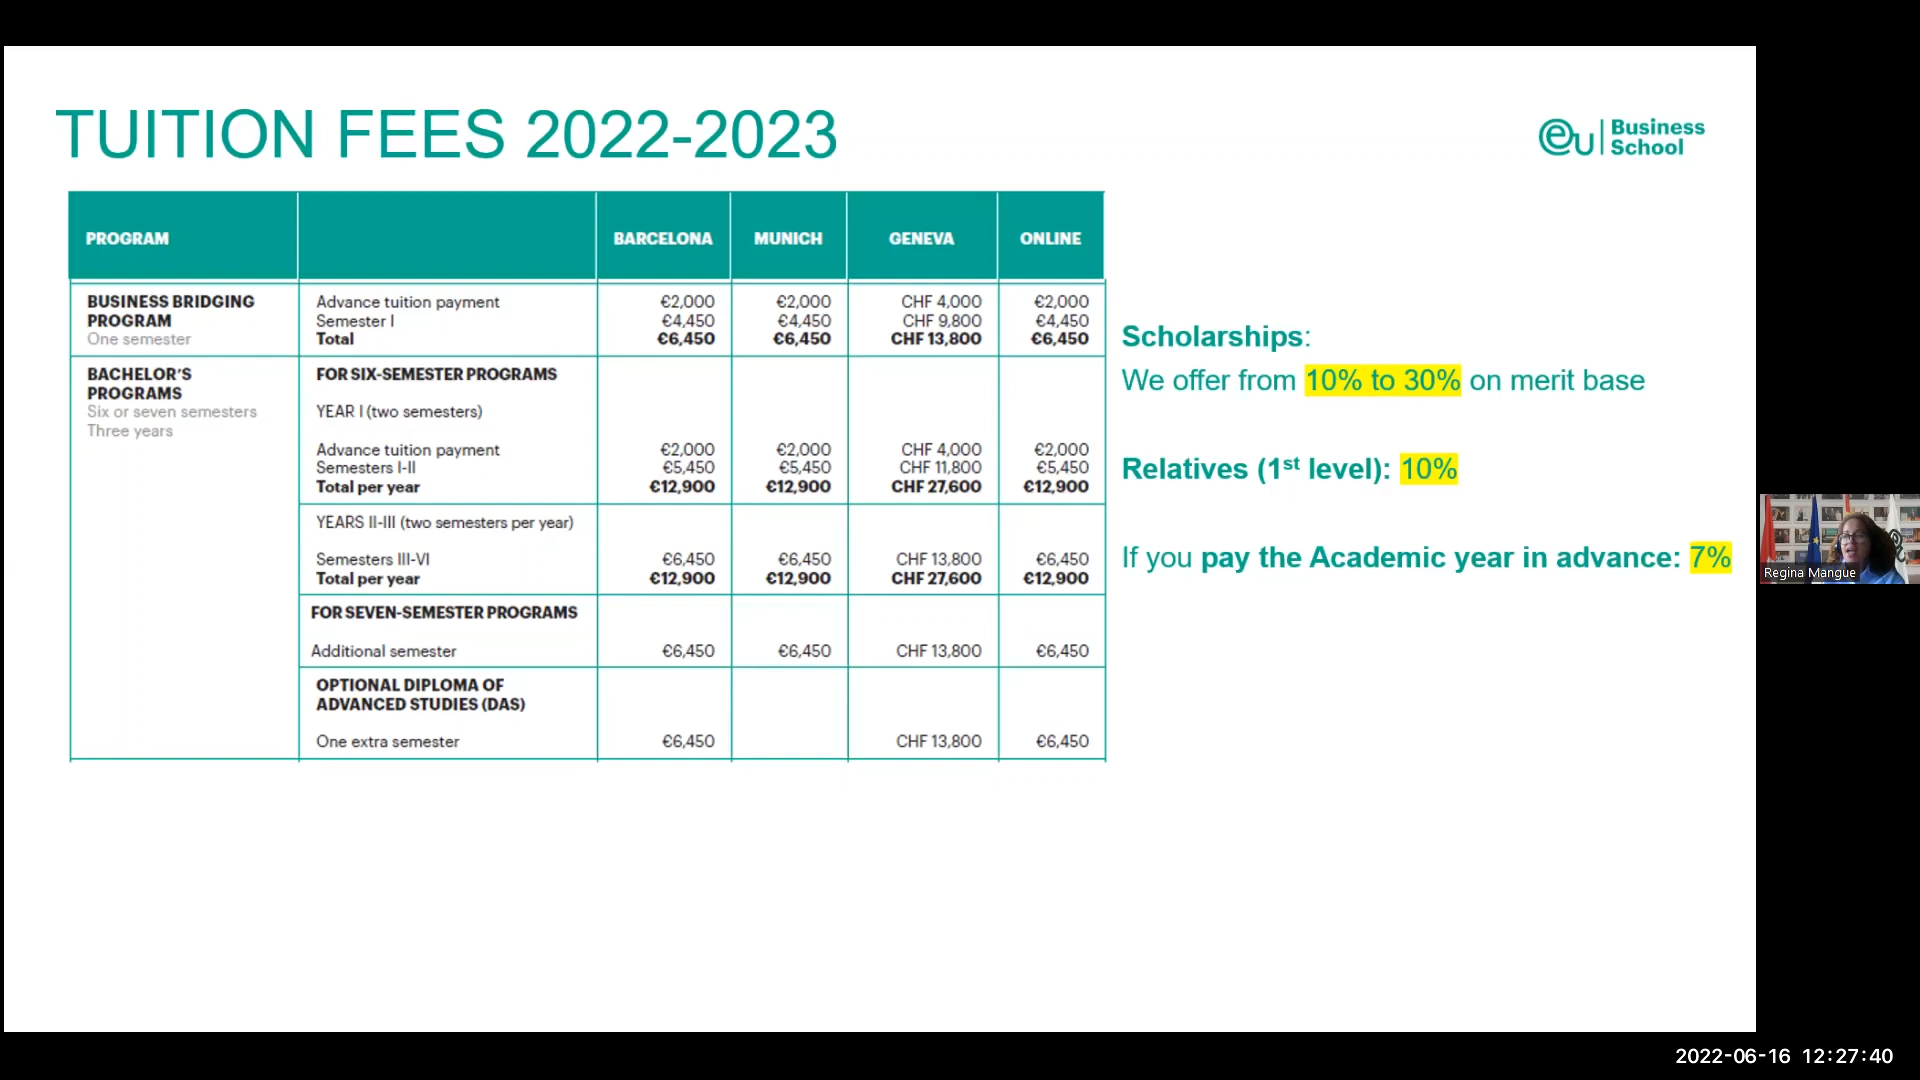 TUITION FEES 2022-2023
eu Business School
PROGRAM BARCELONA MUNICH GENEVA ONLINE
BUSINESS BRIDGING PROGRAM
One semester
Advance tuition payment €2,000 €2,000 CHF 4,000 €2,000
Semester I €4,450 €4,450 CHF 9,800 €4,450
Total €6,450 €6,450 CHF 13,800 €6,450
BACHELOR'S PROGRAMS
Six or seven semesters
Three years
FOR SIX-SEMESTER PROGRAMS
YEAR I (two semesters)
Advance tuition payment €2,000 €2,000 CHF 4,000 €2,000
Semesters I-II €5,450 €5,450 CHF 11,800 €5,450
Total per year €12,900 €12,900 CHF 27,600 €12,900
YEARS II-III (two semesters per year)
Semesters III-VI €6,450 €6,450 CHF 13,800 €6,450
Total per year €12,900 €12,900 CHF 27,600 €12,900
FOR SEVEN-SEMESTER PROGRAMS
Additional semester €6,450 €6,450 CHF 13,800 €6,450
OPTIONAL DIPLOMA OF
ADVANCED STUDIES (DAS)
One extra semester €6,450 CHF 13,800 €6,450
Scholarships:
We offer from 10% to 30% on merit base
Relatives (1st level): 10%
If you pay the Academic year in advance: 7%
Regina Mangue
2022-06-16 12:27:40